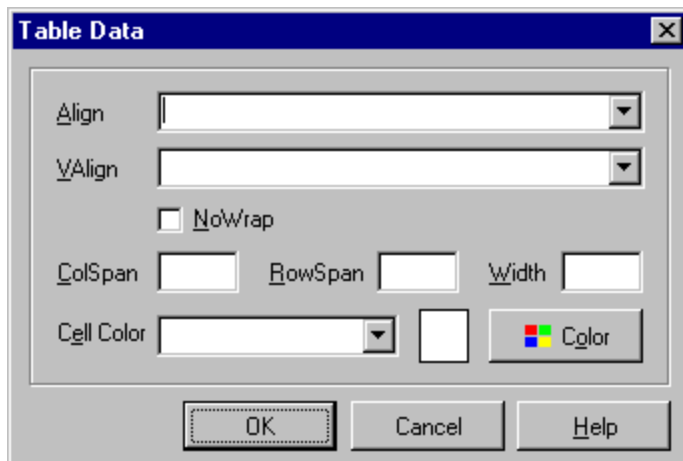 Table Data
Align
VAlign
NoWrap
ColSpan RowSpan Width
Cell Color Color
OK Cancel Help